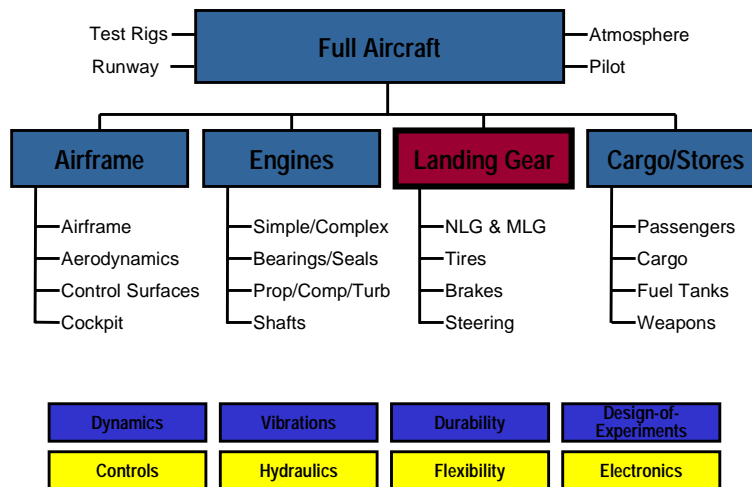 Test Rigs
Full Aircraft
Atmosphere
Runway
Pilot
Airframe
Engines
Landing Gear
Cargo/Stores
Airframe
Aerodynamics
Control Surfaces
Cockpit
Simple/Complex
Bearings/Seals
Prop/Comp/Turb
Shafts
NLG & MLG
Tires
Brakes
Steering
Passengers
Cargo
Fuel Tanks
Weapons
Dynamics
Vibrations
Durability
Design-of-
Experiments
Controls
Hydraulics
Flexibility
Electronics